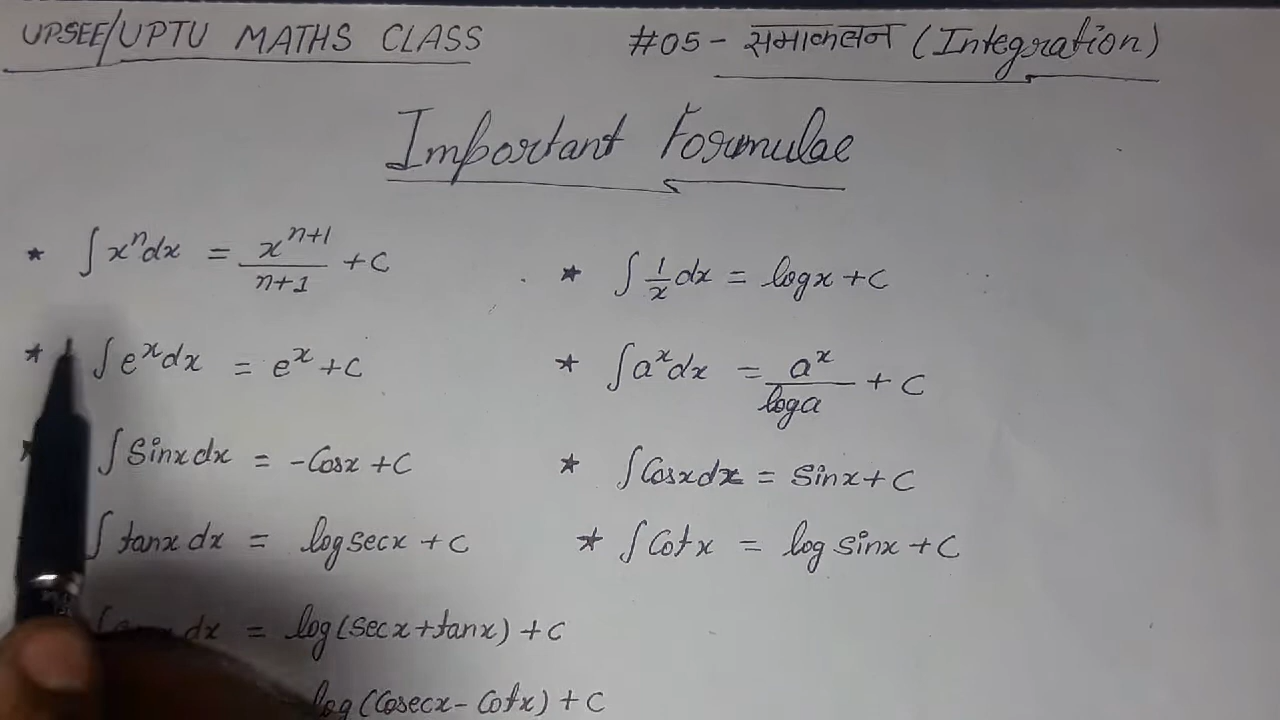 UPSEE/UPTU MATHS CLASS #05 - समाकलन (Integration)
Important Formulae
* ∫xⁿdx = xⁿ⁺¹/n+1 + C * ∫1/x dx = logx + C
* ∫eˣdx = eˣ + C * ∫aˣdx = aˣ/loga + C
* ∫Sinx dx = -Cosx + C * ∫Cosx dx = Sinx + C
∫tanx dx = log secx + C * ∫Cotx = log sinx + C
dx = log(secx + tanx) + C
log(Cosecx - Cotx) + C